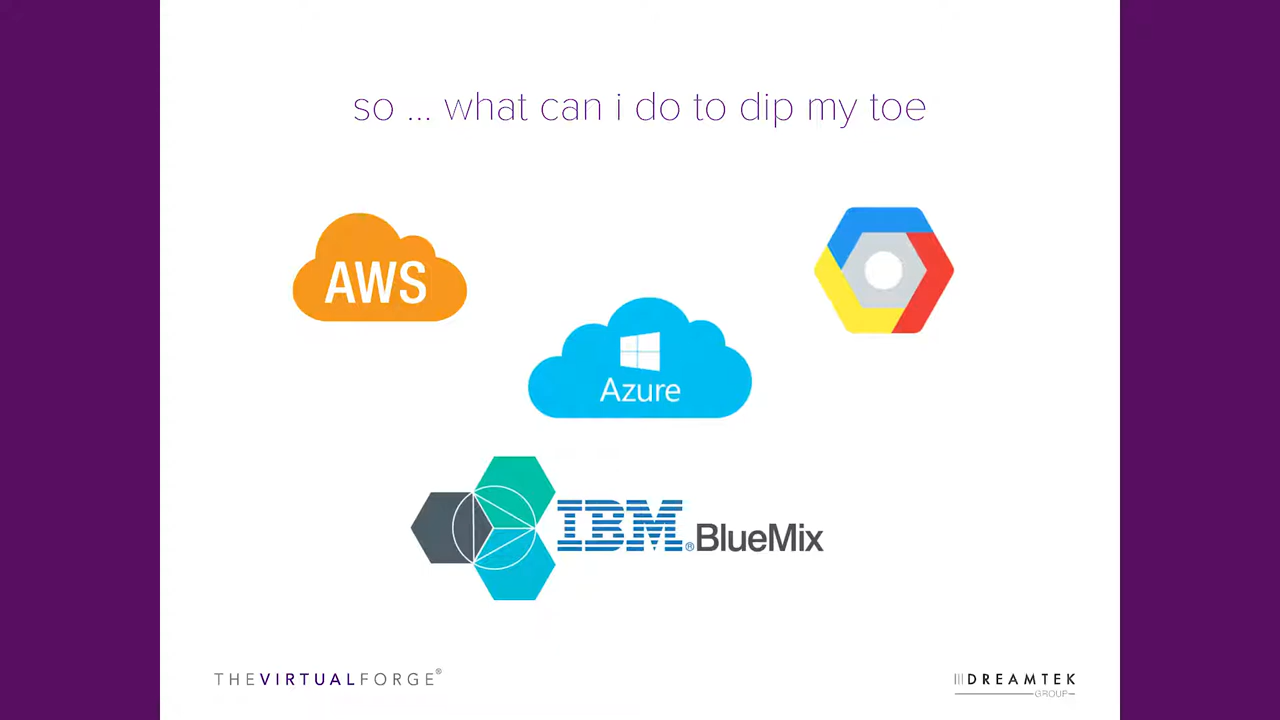 so ... what can i do to dip my toe
AWS
Azure
IBM® BlueMix
THEVIRTUALFORGE®
DREAMTEK
GROUP